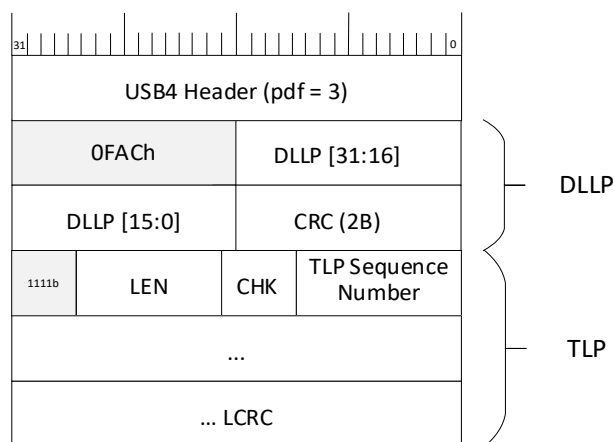 31 0
USB4 Header (pdf = 3)
0FACh DLLP [31:16]
DLLP
DLLP [15:0] CRC (2B)
1111b LEN CHK TLP Sequence
Number
...
TLP
... LCRC